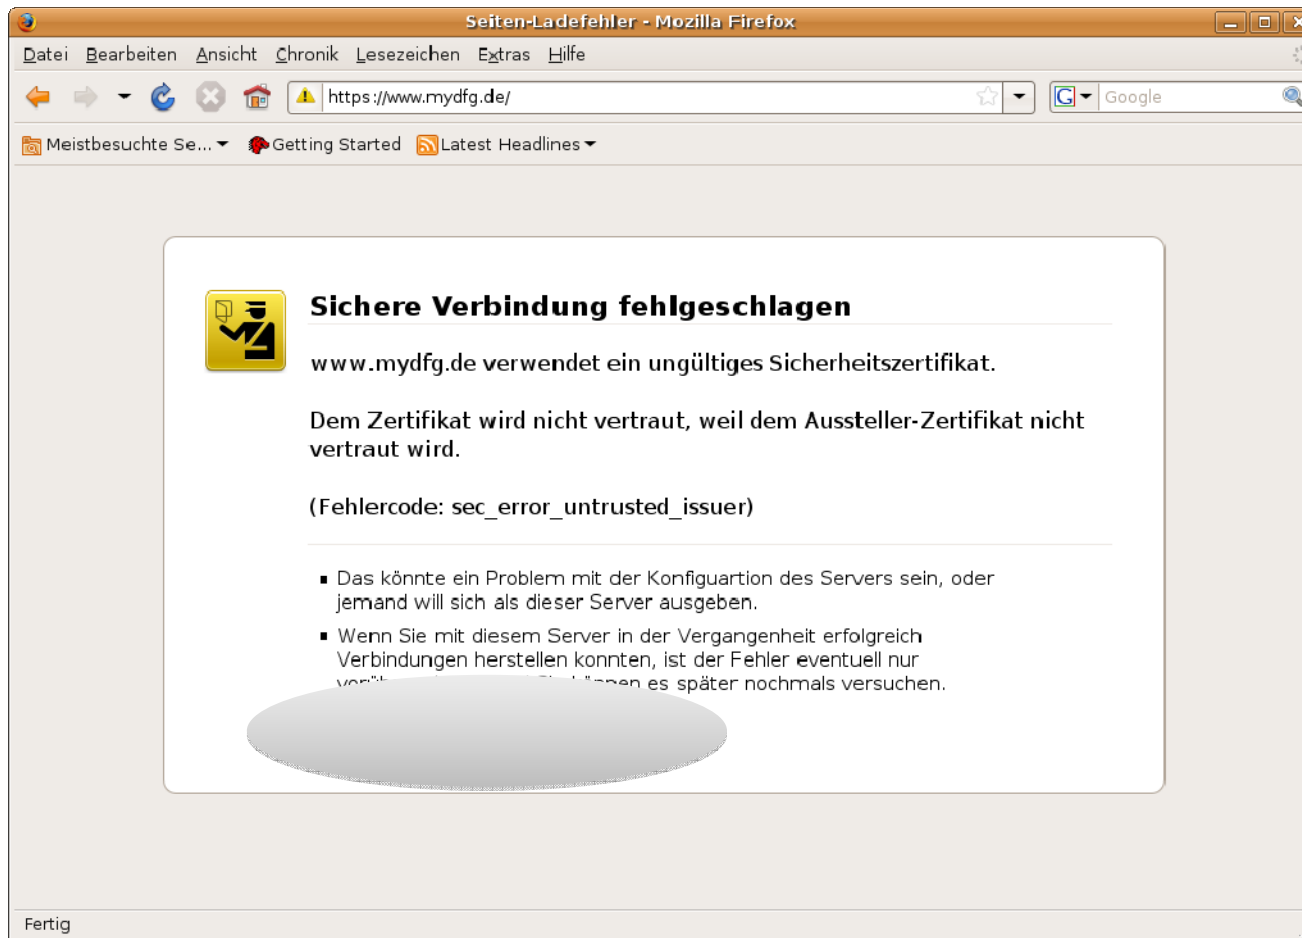 Seiten-Ladefehler - Mozilla Firefox
Datei Bearbeiten Ansicht Chronik Lesezeichen Extras Hilfe
https://www.mydfg.de/ G Google
Meistbesuchte Se... Getting Started Latest Headlines
Sichere Verbindung fehlgeschlagen
www.mydfg.de verwendet ein ungültiges Sicherheitszertifikat.
Dem Zertifikat wird nicht vertraut, weil dem Aussteller-Zertifikat nicht
vertraut wird.
(Fehlercode: sec_error_untrusted_issuer)
Das könnte ein Problem mit der Konfiguartion des Servers sein, oder
jemand will sich als dieser Server ausgeben.
Wenn Sie mit diesem Server in der Vergangenheit erfolgreich
Verbindungen herstellen konnten, ist der Fehler eventuell nur
es später nochmals versuchen.
Fertig